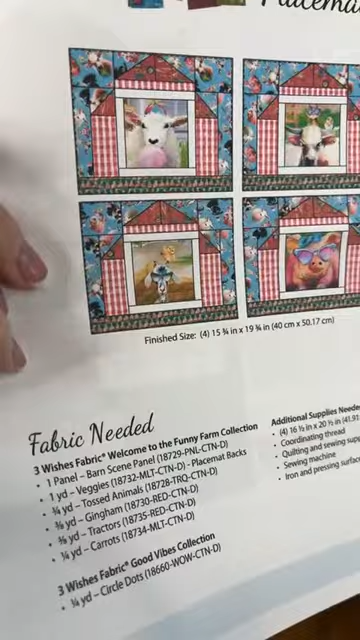 Finished Size: (4) 15 ¾ in x 19 ¾ in (40 cm x 50.17 cm)
Fabric Needed
3 Wishes Fabric® Welcome to the Funny Farm Collection
• 1 Panel – Barn Scene Panel (18729-PNL-CTN-D)
• 1 yd – Veggies (18732-MLT-CTN-D) - Placemat Backs
• ¾ yd – Tossed Animals (18728-TRQ-CTN-D)
• ⅜ yd – Gingham (18730-RED-CTN-D)
• ⅜ yd – Tractors (18735-RED-CTN-D)
• ¼ yd – Carrots (18734-MLT-CTN-D)
3 Wishes Fabric® Good Vibes Collection
• ¼ yd – Circle Dots (18660-WOW-CTN-D)
Additional Supplies
• (4) 16 ½ in x 20 ½ in (41.91
• Coordinating thread
• Quilting and sewing
• Sewing machine
• Iron and pressing